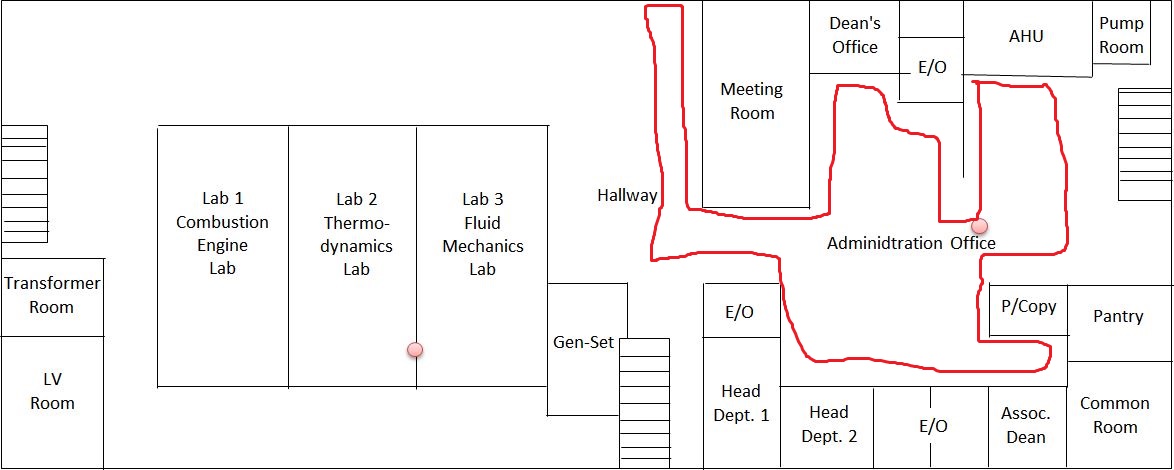 Dean's
Office
AHU
Pump
Room
E/O
Meeting
Room
Hallway
Lab 1
Combustion
Engine
Lab
Lab 2
Thermo-
dynamics
Lab
Lab 3
Fluid
Mechanics
Lab
Adminidtration Office
Transformer
Room
LV
Room
Gen-Set
E/O
P/Copy
Pantry
Head
Dept. 1
Head
Dept. 2
E/O
Assoc.
Dean
Common
Room